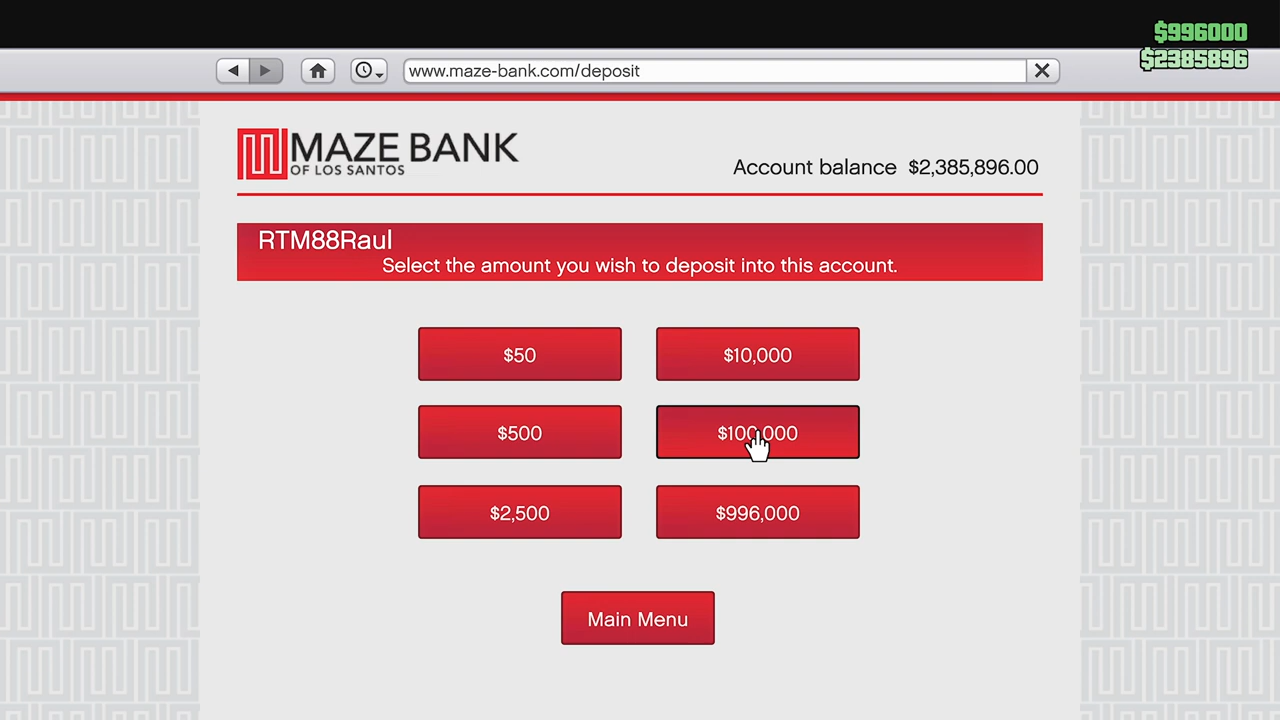 $996000
$2385896
www.maze-bank.com/deposit
MAZE BANK
OF LOS SANTOS
Account balance $2,385,896.00
RTM88Raul
Select the amount you wish to deposit into this account.
$50
$10,000
$500
$100,000
$2,500
$996,000
Main Menu